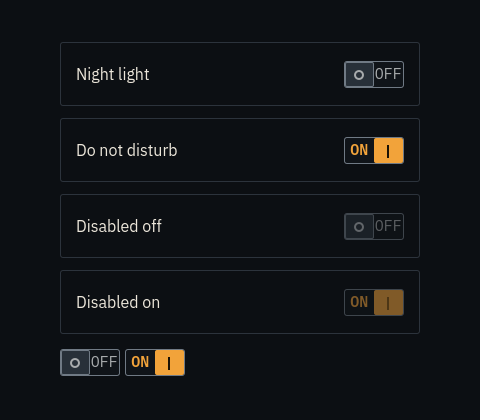 Night light OFF
Do not disturb ON
Disabled off OFF
Disabled on ON
OFF ON